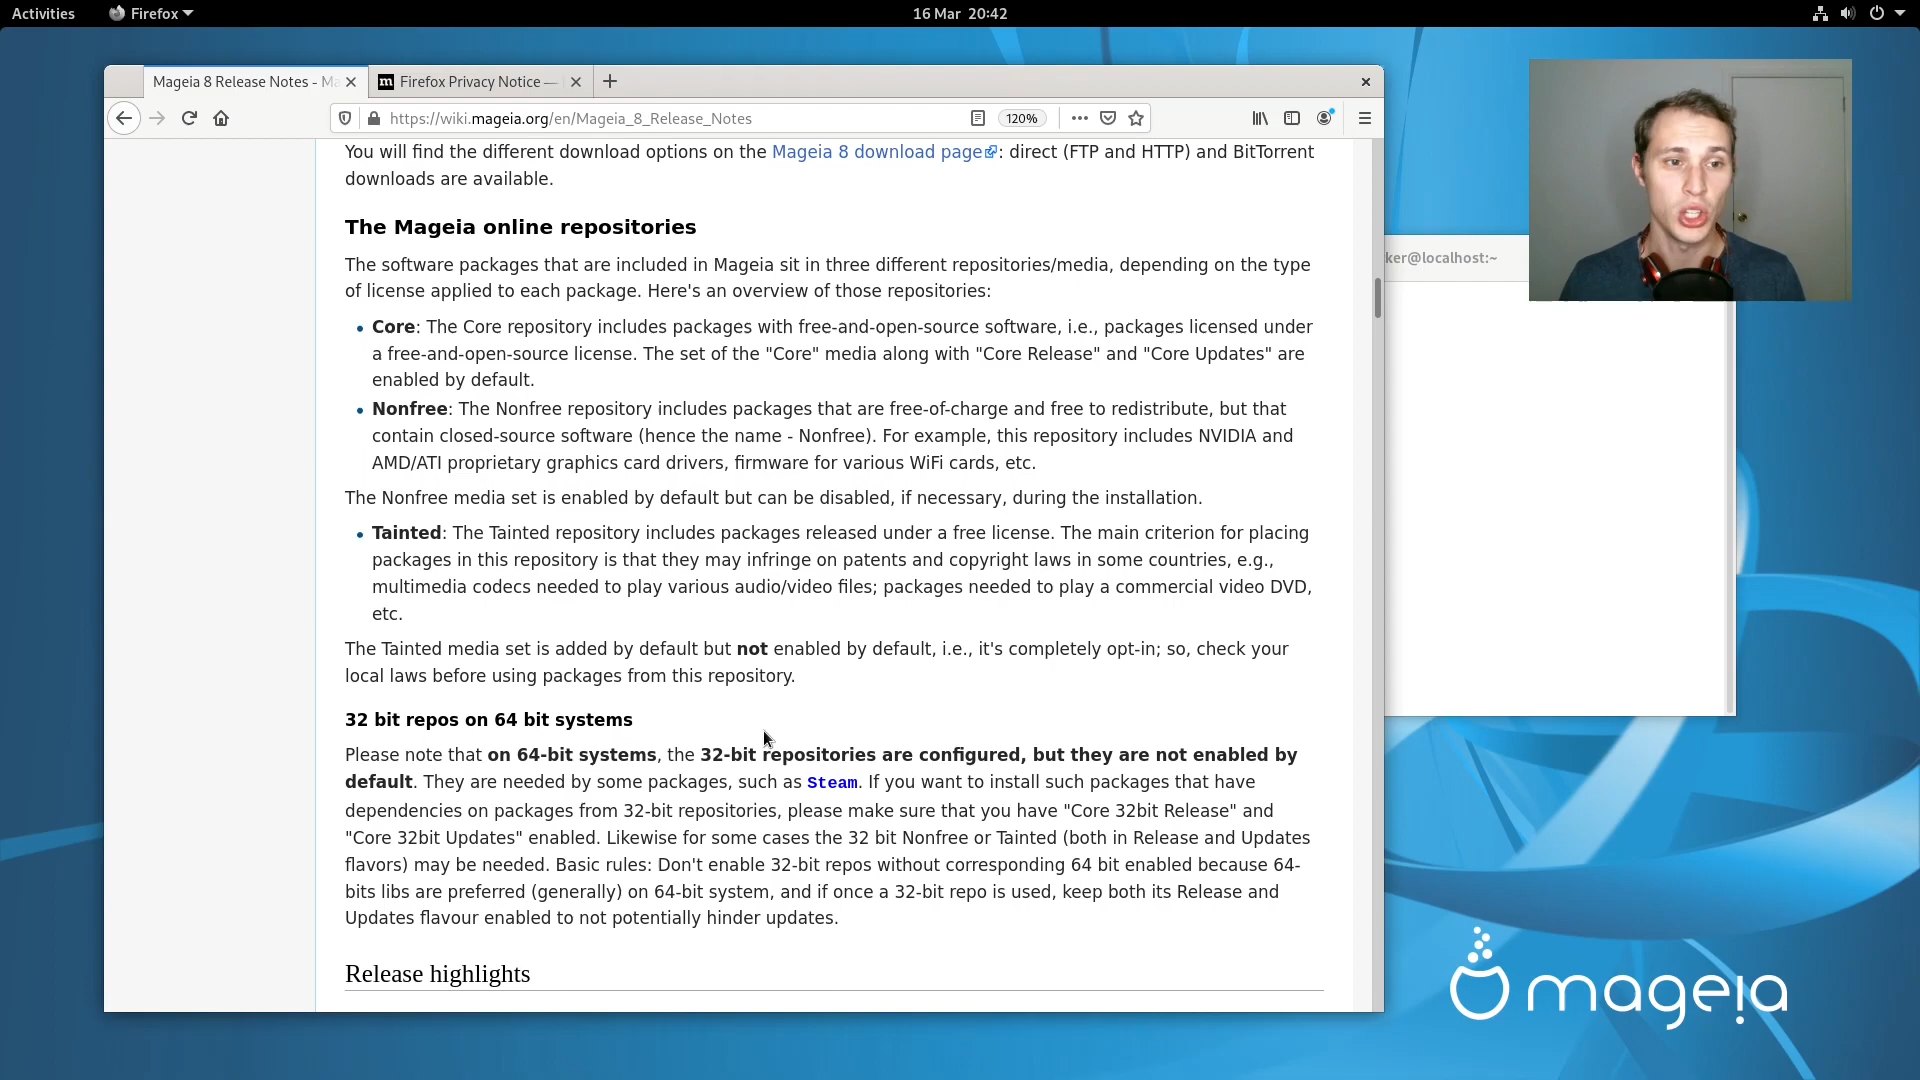 Activities
Firefox
16 Mar 20:42
Mageia 8 Release Notes - Ma
Firefox Privacy Notice —
https://wiki.mageia.org/en/Mageia_8_Release_Notes
120%
You will find the different download options on the Mageia 8 download page: direct (FTP and HTTP) and BitTorrent
downloads are available.
The Mageia online repositories
The software packages that are included in Mageia sit in three different repositories/media, depending on the type
of license applied to each package. Here's an overview of those repositories:
• Core: The Core repository includes packages with free-and-open-source software, i.e., packages licensed under
a free-and-open-source license. The set of the "Core" media along with "Core Release" and "Core Updates" are
enabled by default.
• Nonfree: The Nonfree repository includes packages that are free-of-charge and free to redistribute, but that
contain closed-source software (hence the name - Nonfree). For example, this repository includes NVIDIA and
AMD/ATI proprietary graphics card drivers, firmware for various WiFi cards, etc.
The Nonfree media set is enabled by default but can be disabled, if necessary, during the installation.
• Tainted: The Tainted repository includes packages released under a free license. The main criterion for placing
packages in this repository is that they may infringe on patents and copyright laws in some countries, e.g.,
multimedia codecs needed to play various audio/video files; packages needed to play a commercial video DVD,
etc.
The Tainted media set is added by default but not enabled by default, i.e., it's completely opt-in; so, check your
local laws before using packages from this repository.
32 bit repos on 64 bit systems
Please note that on 64-bit systems, the 32-bit repositories are configured, but they are not enabled by
default. They are needed by some packages, such as Steam. If you want to install such packages that have
dependencies on packages from 32-bit repositories, please make sure that you have "Core 32bit Release" and
"Core 32bit Updates" enabled. Likewise for some cases the 32 bit Nonfree or Tainted (both in Release and Updates
flavors) may be needed. Basic rules: Don't enable 32-bit repos without corresponding 64 bit enabled because 64-
bits libs are preferred (generally) on 64-bit system, and if once a 32-bit repo is used, keep both its Release and
Updates flavour enabled to not potentially hinder updates.
Release highlights
ker@localhost:~
mageia